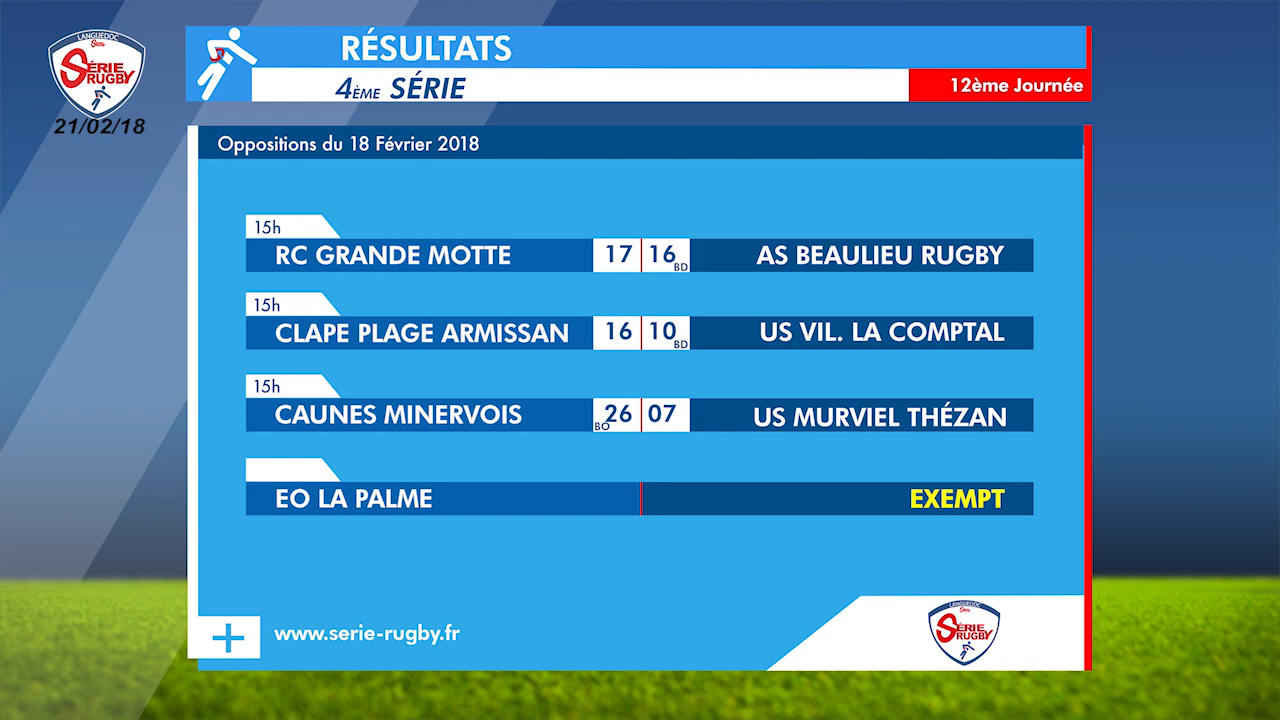 LANGUEDOC
SÉRIE
RUGBY
21/02/18
RÉSULTATS
4ÈME SÉRIE
12ème Journée
Oppositions du 18 Février 2018
15h
RC GRANDE MOTTE 17 16 BD AS BEAULIEU RUGBY
15h
CLAPE PLAGE ARMISSAN 16 10 BD US VIL. LA COMPTAL
15h
CAUNES MINERVOIS BO 26 07 US MURVIEL THÉZAN
EO LA PALME EXEMPT
+ www.serie-rugby.fr
LANGUEDOC
SÉRIE
RUGBY